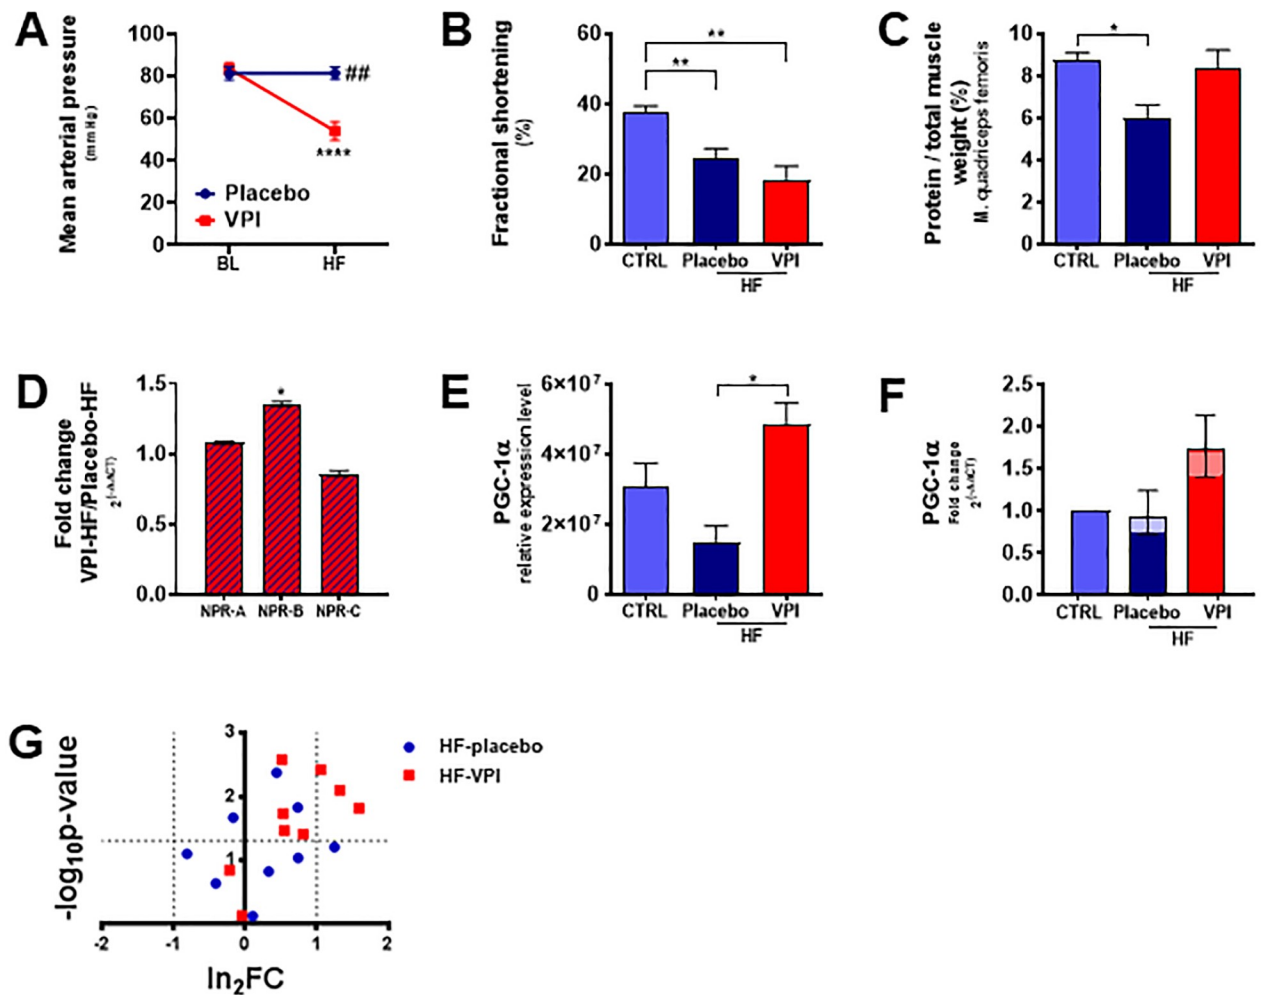 A
Mean arterial pressure
(mmHg)
100
80
60
40
20
0
##
****
Placebo
VPI
BL
HF
B
Fractional shortening
(%)
60
40
20
0
**
**
CTRL
Placebo
VPI
HF
C
Protein / total muscle
weight (%)
M. quadriceps femoris
10
8
6
4
2
0
*
CTRL
Placebo
VPI
HF
D
Fold change
VPI-HF/Placebo-HF
2^(-ΔΔCT)
1.5
1.0
0.5
0.0
*
NPR-A
NPR-B
NPR-C
E
PGC-1α
relative expression level
6×10⁷
4×10⁷
2×10⁷
0
*
CTRL
Placebo
VPI
HF
F
PGC-1α
Fold change
2^(-ΔΔCT)
2.5
2.0
1.5
1.0
0.5
0.0
CTRL
Placebo
VPI
HF
G
-log₁₀p-value
3
2
1
-2
-1
0
1
2
ln₂FC
HF-placebo
HF-VPI